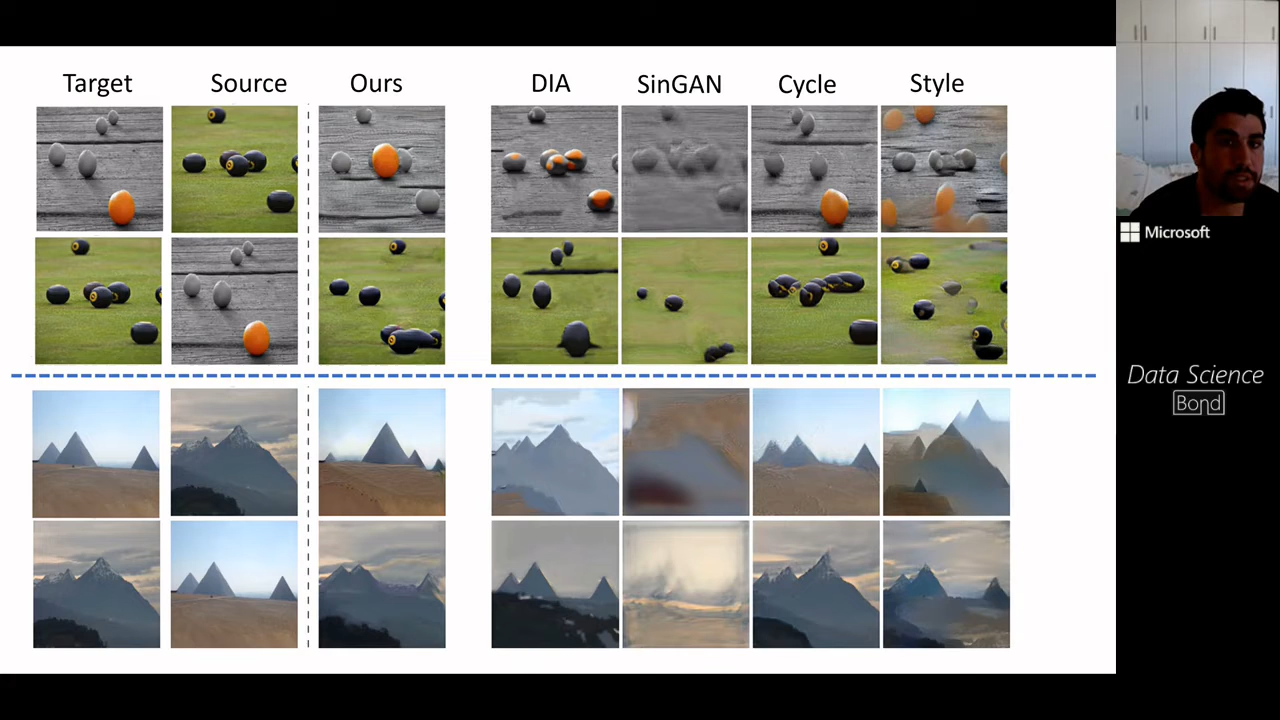 Target Source Ours DIA SinGAN Cycle Style
Microsoft
Data Science
Bond